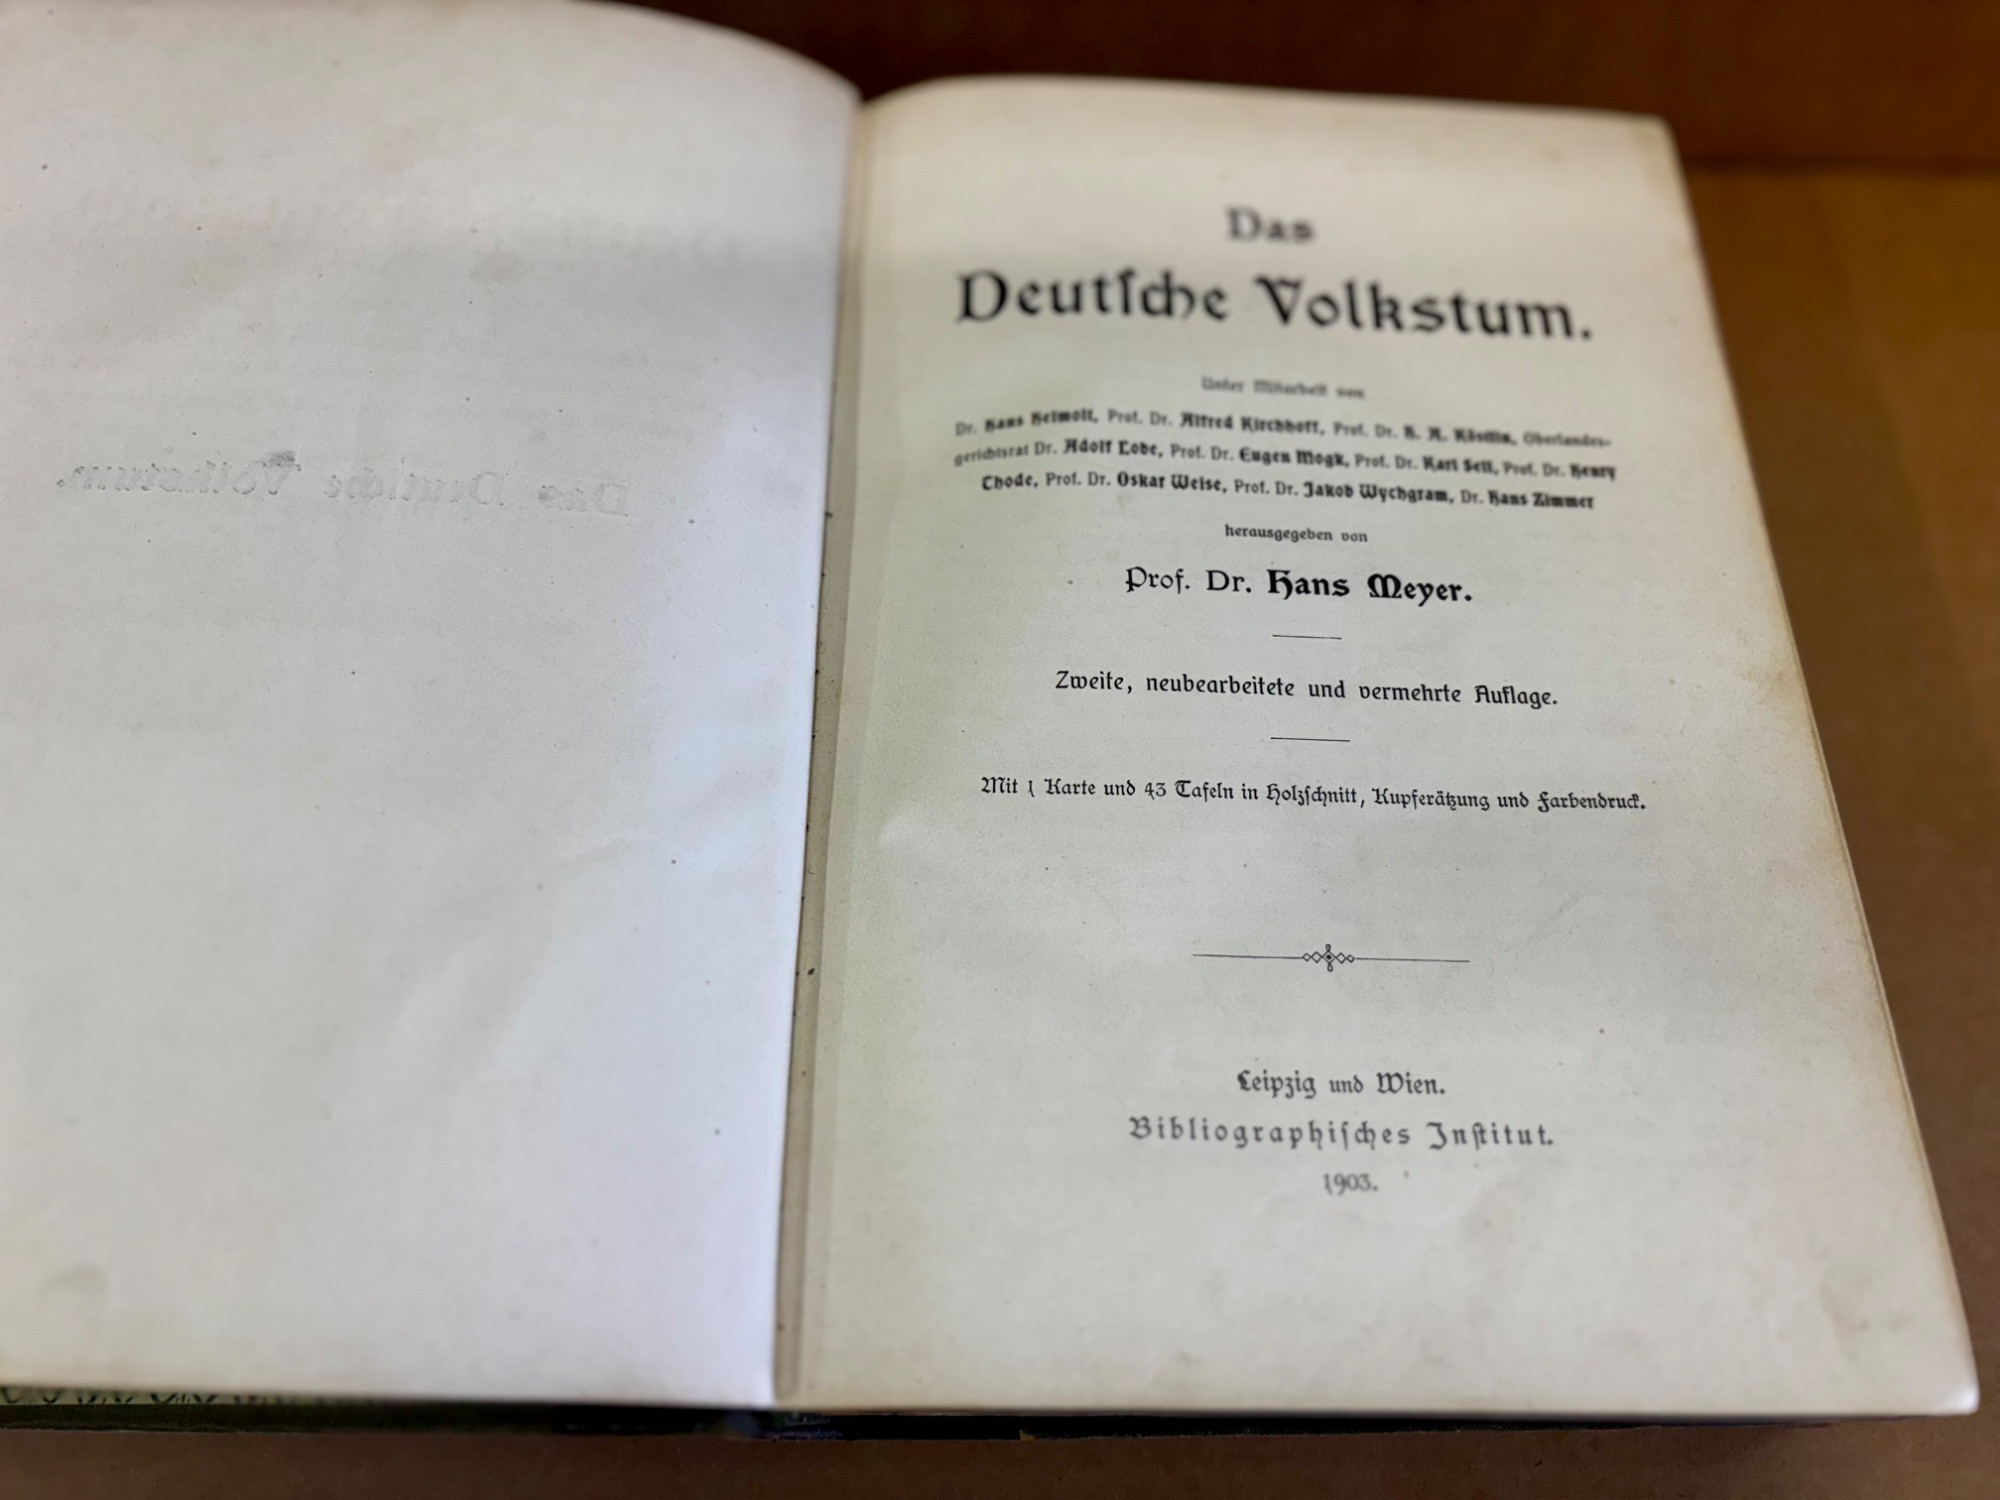 Das Deutsche Volkstum.
Das
Deutſche Volkstum.
Unter Mitarbeit von
Dr. Hans Helmolt, Prof. Dr. Alfred Kirchhoff, Prof. Dr. H. A. Köstlin, Oberlandes-
gerichtsrat Dr. Adolf Lobe, Prof. Dr. Eugen Mogk, Prof. Dr. Karl Sell, Prof. Dr. Henry
Thode, Prof. Dr. Oskar Weise, Prof. Dr. Jakob Wychgram, Dr. Hans Zimmer
herausgegeben von
Prof. Dr. Hans Meyer.
Zweite, neubearbeitete und vermehrte Auflage.
Mit 1 Karte und 43 Tafeln in Holzſchnitt, Kupferätzung und Farbendruck.
Leipzig und Wien.
Bibliographiſches Inſtitut.
1903.